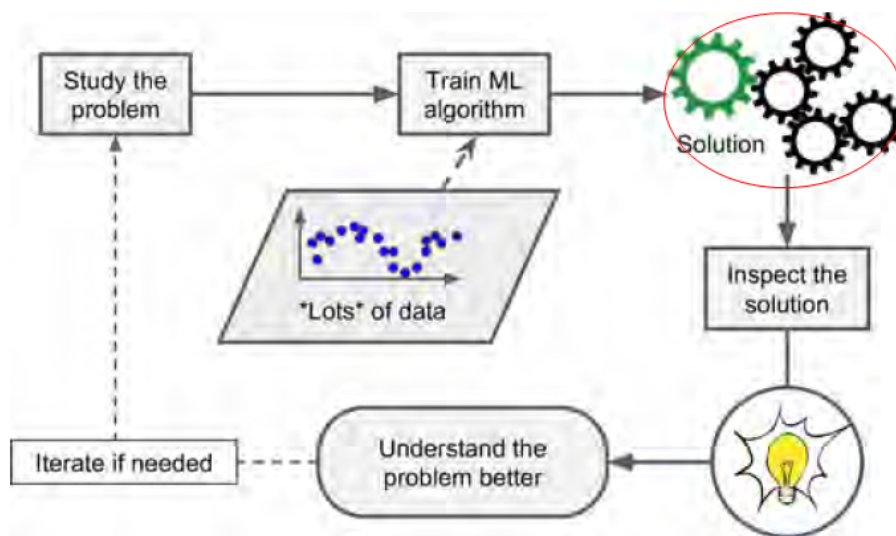 Study the
problem
Train ML
algorithm
Solution
*Lots* of data
Inspect the
solution
Understand the
problem better
Iterate if needed